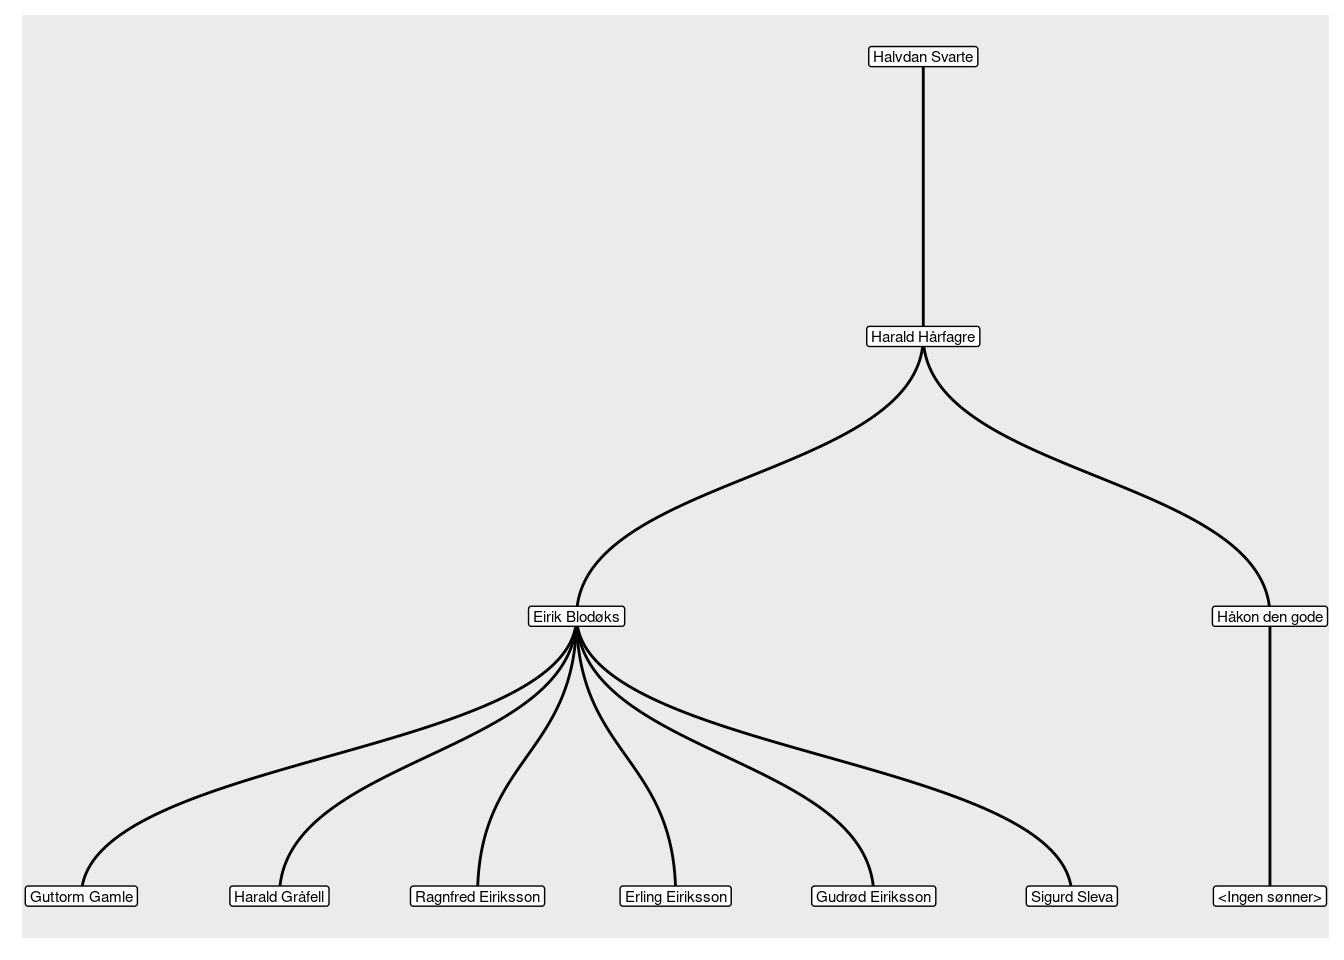 Halvdan Svarte
Harald Hårfagre
Eirik Blodøks
Håkon den gode
Guttorm Gamle
Harald Gråfell
Ragnfred Eiriksson
Erling Eiriksson
Gudrød Eiriksson
Sigurd Sleva
<Ingen sønner>